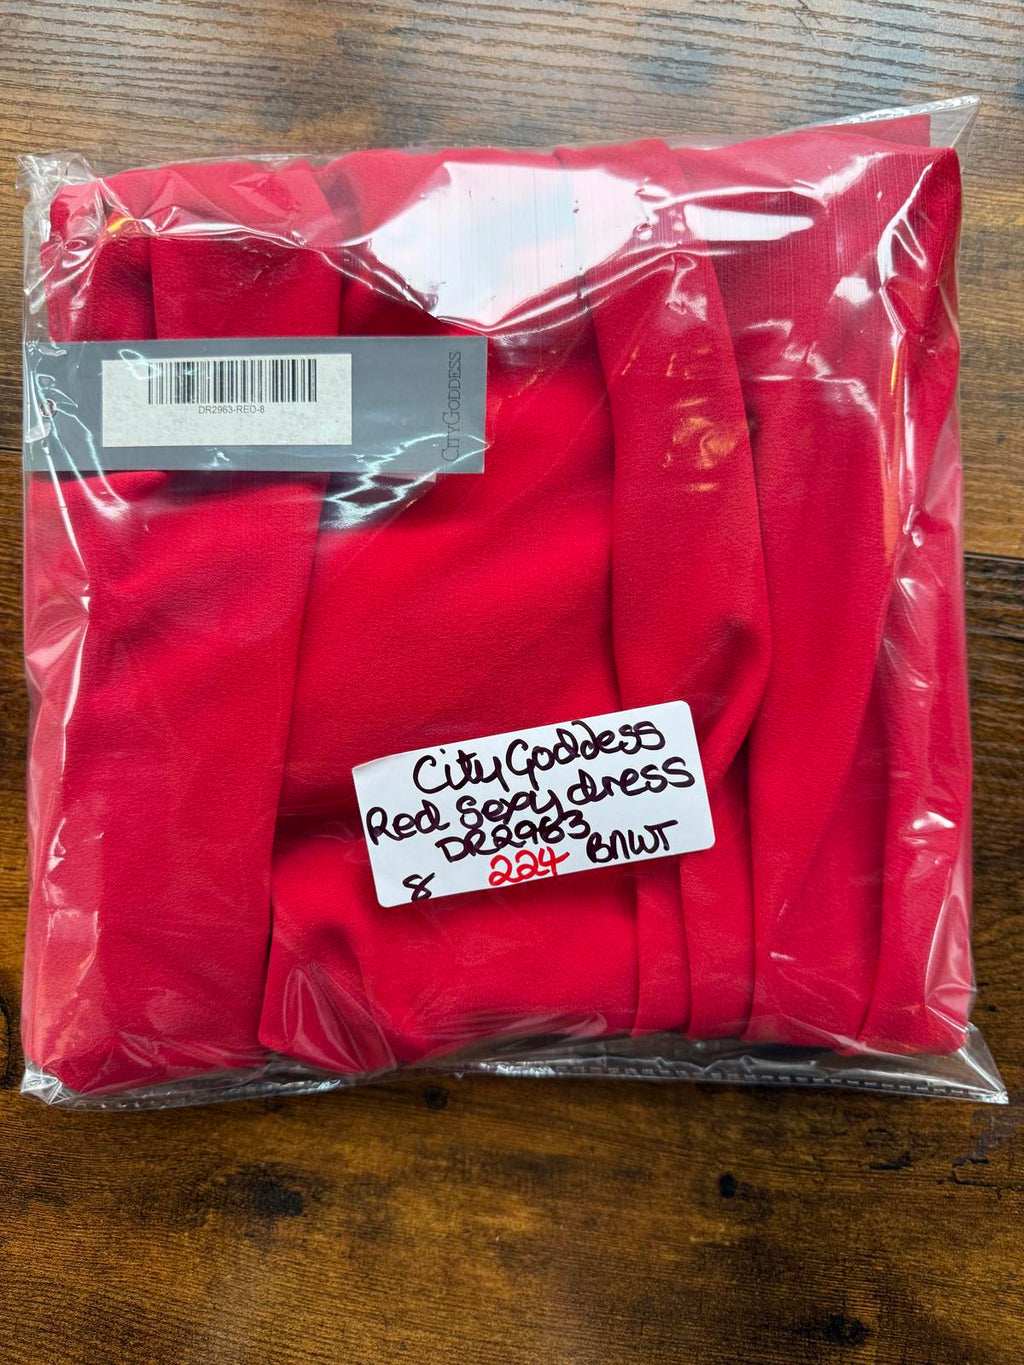 DR2963-RED-8
CITYGODDESS
City Goddess
Red sexy dress
DR2963
8 224 BNWT